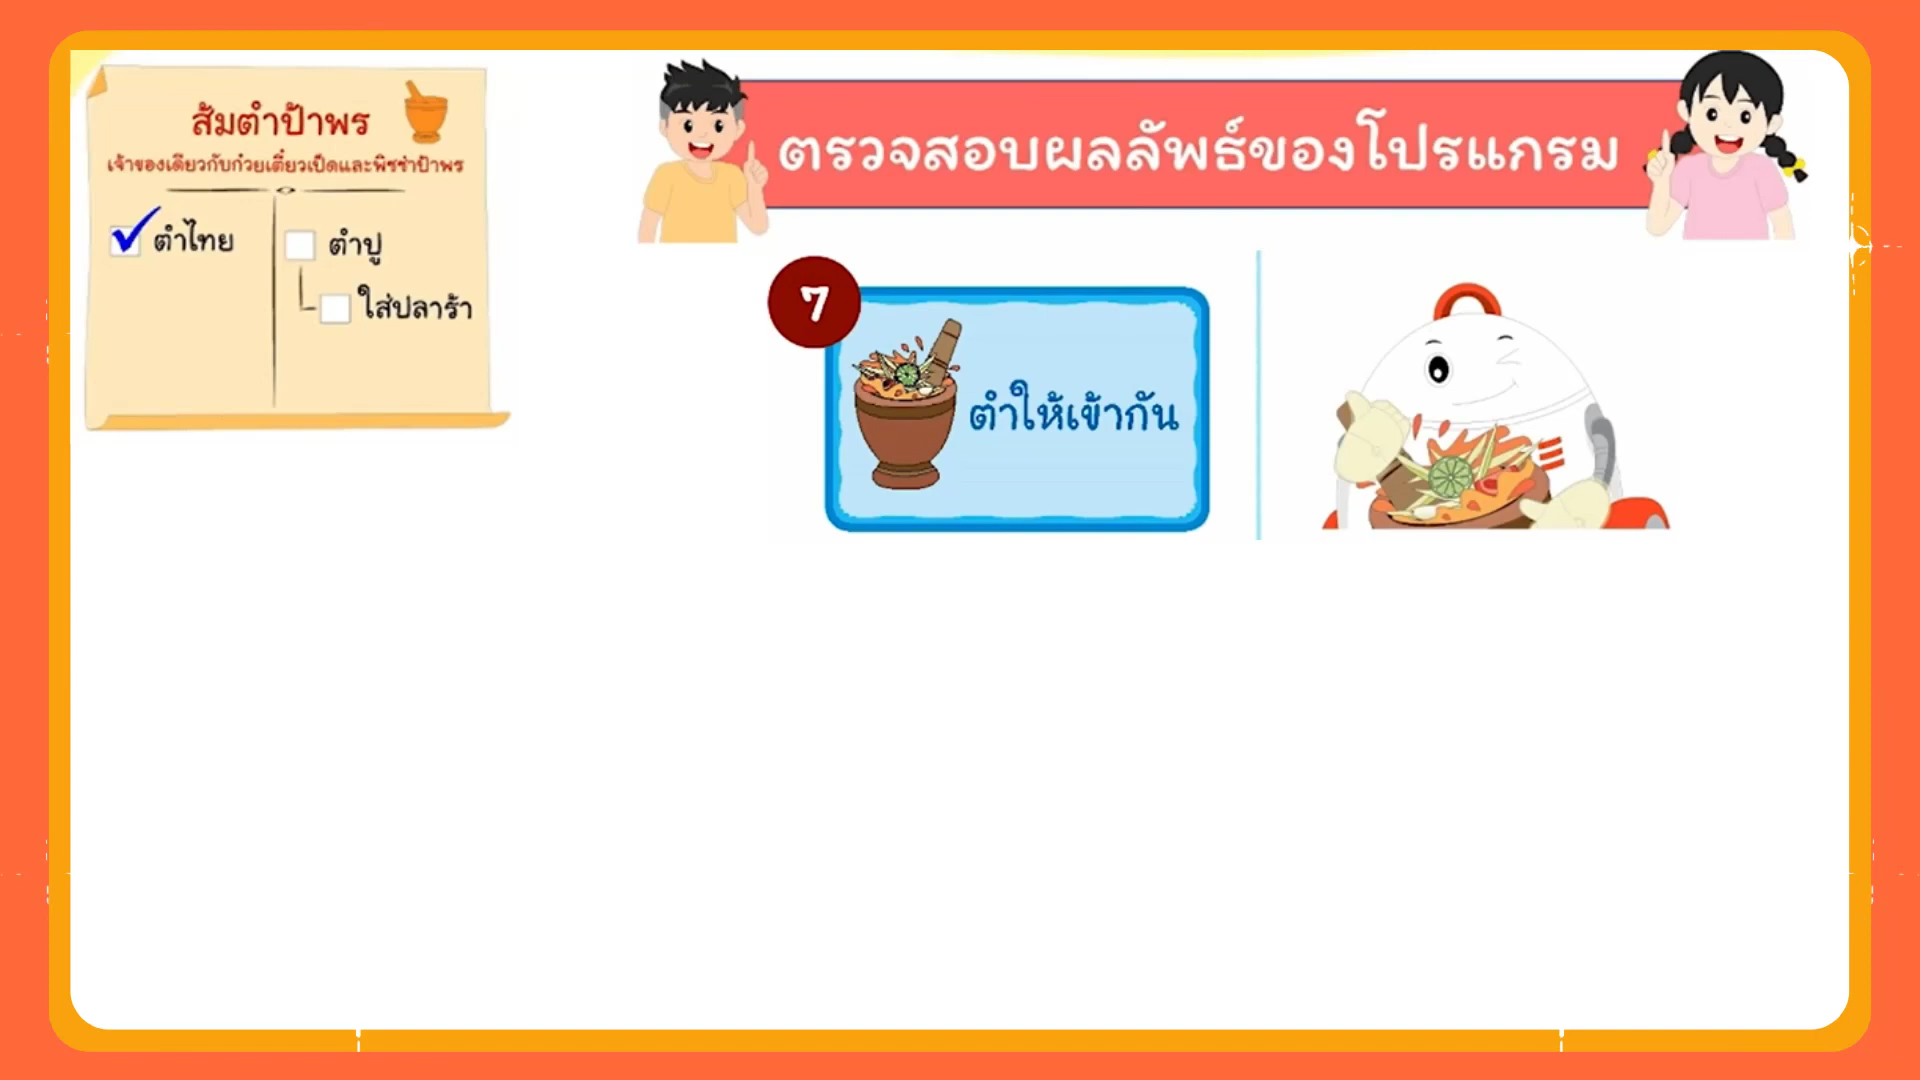 ส้มตำป้าพร
เจ้าของเดียวกับก๋วยเตี๋ยวเป็ดและพิซซ่าป้าพร
ตำไทย
ตำปู
ใส่ปลาร้า
ตรวจสอบผลลัพธ์ของโปรแกรม
7
ตำให้เข้ากัน